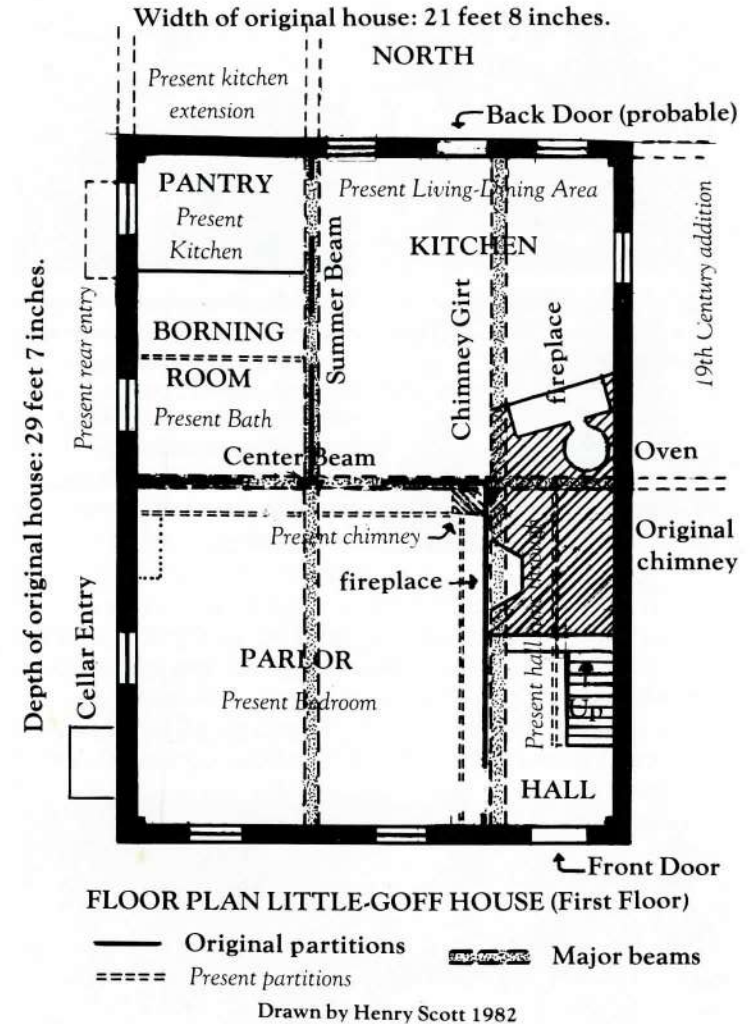 Width of original house: 21 feet 8 inches.
NORTH
Present kitchen
extension
Back Door (probable)
PANTRY
Present
Kitchen
Present Living-Dining Area
KITCHEN
Summer Beam
Chimney Girt
fireplace
19th Century addition
Depth of original house: 29 feet 7 inches.
Present rear entry
BORNING
ROOM
Present Bath
Center Beam
Oven
Present chimney
Original
chimney
fireplace
Cellar Entry
PARLOR
Present Bedroom
Present hall
Up
HALL
Front Door
FLOOR PLAN LITTLE-GOFF HOUSE (First Floor)
Original partitions
Major beams
Present partitions
Drawn by Henry Scott 1982